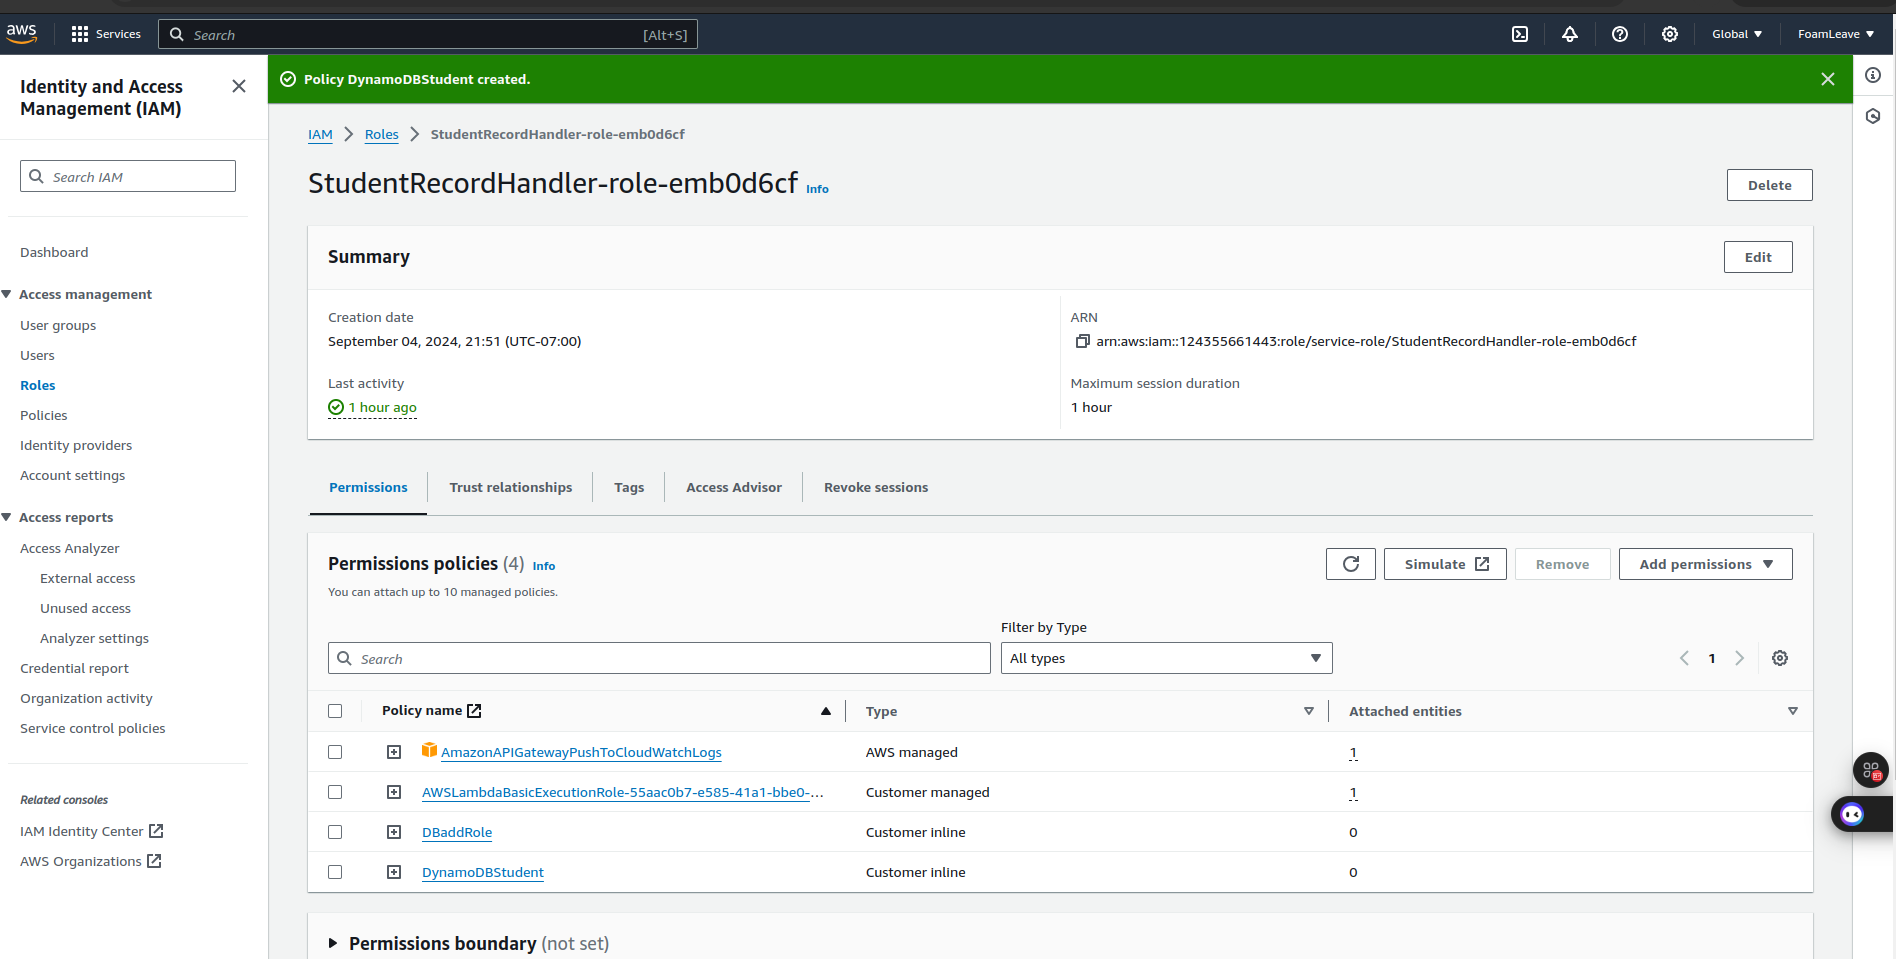 aws
Services
Search
[Alt+S]
Global
FoamLeave
Identity and Access
Management (IAM)
Search IAM
Dashboard
Access management
User groups
Users
Roles
Policies
Identity providers
Account settings
Access reports
Access Analyzer
External access
Unused access
Analyzer settings
Credential report
Organization activity
Service control policies
Related consoles
IAM Identity Center
AWS Organizations
Policy DynamoDBStudent created.
IAM
Roles
StudentRecordHandler-role-emb0d6cf
StudentRecordHandler-role-emb0d6cf Info
Delete
Summary
Edit
Creation date
September 04, 2024, 21:51 (UTC-07:00)
ARN
arn:aws:iam::124355661443:role/service-role/StudentRecordHandler-role-emb0d6cf
Last activity
1 hour ago
Maximum session duration
1 hour
Permissions
Trust relationships
Tags
Access Advisor
Revoke sessions
Permissions policies (4) Info
You can attach up to 10 managed policies.
Simulate
Remove
Add permissions
Filter by Type
Search
All types
1
Policy name
Type
Attached entities
AmazonAPIGatewayPushToCloudWatchLogs
AWS managed
1
AWSLambdaBasicExecutionRole-55aac0b7-e585-41a1-bbe0-...
Customer managed
1
DBaddRole
Customer inline
0
DynamoDBStudent
Customer inline
0
Permissions boundary (not set)